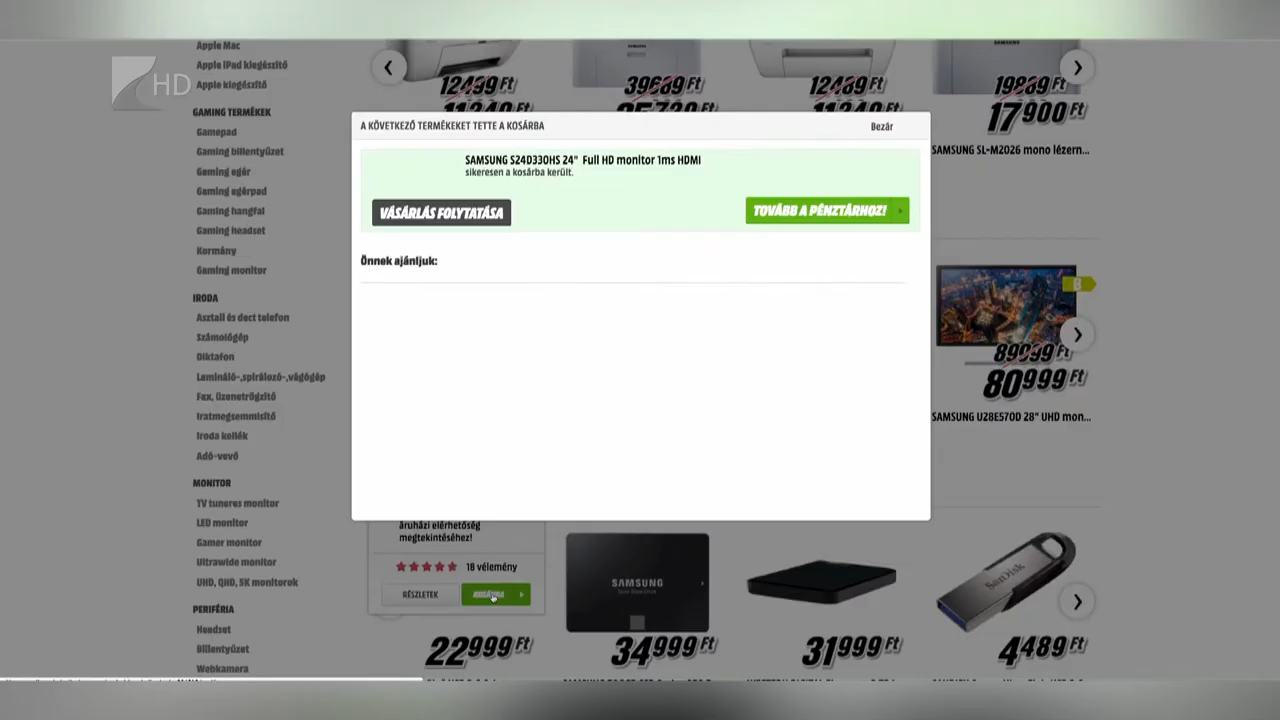 HD
Apple Mac
Apple iPad kiegészítő
Apple kiegészítő
GAMING TERMÉKEK
Gamepad
Gaming billentyűzet
Gaming egér
Gaming egérpad
Gaming hangfal
Gaming headset
Kormány
Gaming monitor
IRODA
Asztali és dect telefon
Számológép
Diktafon
Lamináló-,spirálozó-,vágógép
Fax, üzenetrögzítő
Iratmegsemmisítő
Iroda kellék
Adó-vevő
MONITOR
TV tuneres monitor
LED monitor
Gamer monitor
Ultrawide monitor
UHD, QHD, 5K monitorok
PERIFÉRIA
Headset
Billentyűzet
Webkamera
12499 Ft
39689 Ft
12489 Ft
19889 Ft
17900 Ft
SAMSUNG SL-M2026 mono lézern...
A KÖVETKEZŐ TERMÉKEKET TETTE A KOSÁRBA
Bezár
SAMSUNG S24D330HS 24" Full HD monitor 1ms HDMI
sikeresen a kosárba került.
VÁSÁRLÁS FOLYTATÁSA
TOVÁBB A PÉNZTÁRHOZ!
Önnek ajánljuk:
B
89999 Ft
80999 Ft
SAMSUNG U28E570D 28" UHD mon...
áruházi elérhetőség
megtekintéséhez!
18 vélemény
RÉSZLETEK
KOSÁRBA
SAMSUNG
SanDisk
22999 Ft
34999 Ft
31999 Ft
4489 Ft